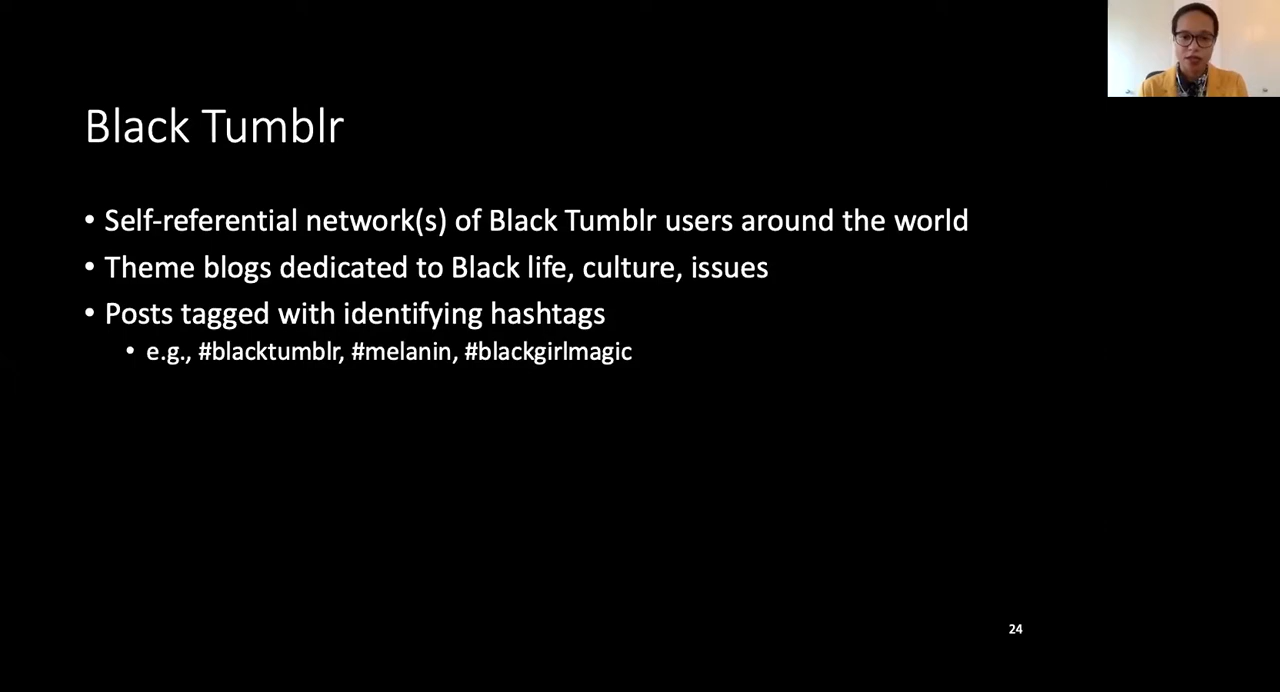 Black Tumblr
• Self-referential network(s) of Black Tumblr users around the world
• Theme blogs dedicated to Black life, culture, issues
• Posts tagged with identifying hashtags
• e.g., #blacktumblr, #melanin, #blackgirlmagic
24